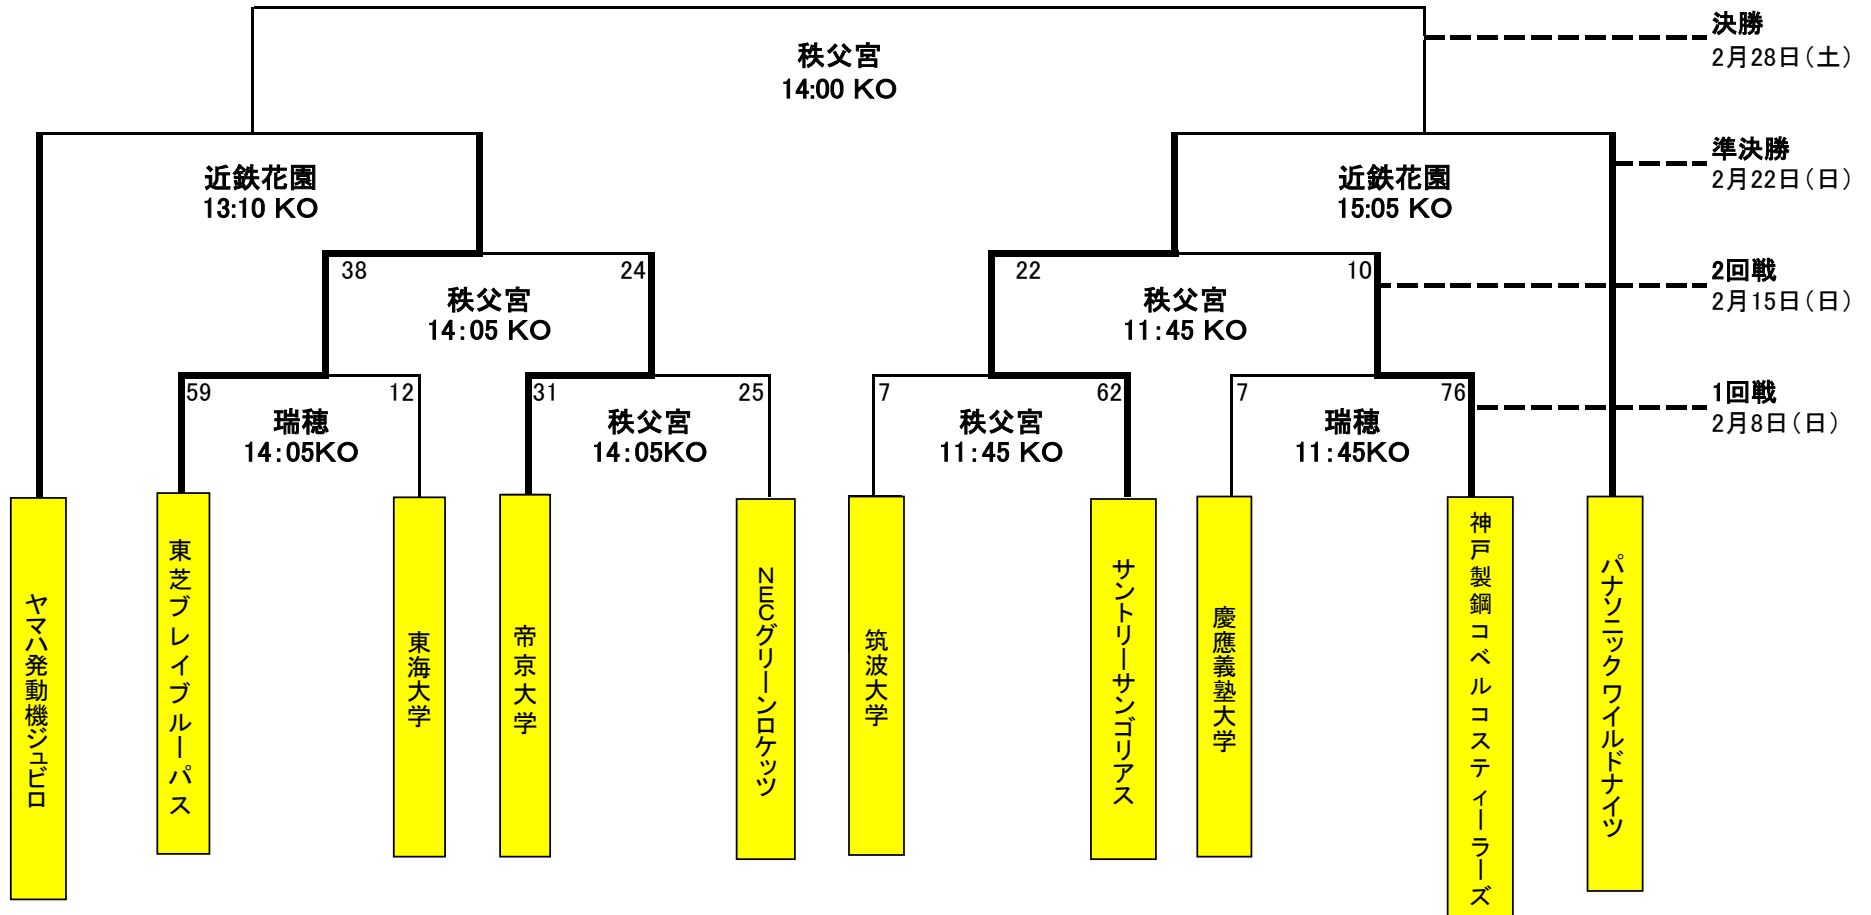 決勝
2月28日（土）
秩父宮
14:00 KO
準決勝
2月22日（日）
近鉄花園
13:10 KO
近鉄花園
15:05 KO
2回戦
2月15日（日）
38
24
秩父宮
14：05 KO
22
10
秩父宮
11：45 KO
1回戦
2月8日（日）
59
12
瑞穂
14：05KO
31
25
秩父宮
14：05KO
7
62
秩父宮
11：45 KO
7
76
瑞穂
11：45KO
ヤマハ発動機ジュビロ
東芝ブレイブルーパス
東海大学
帝京大学
NECグリーンロケッツ
筑波大学
サントリーサンゴリアス
慶應義塾大学
神戸製鋼コベルコスティーラーズ
パナソニック ワイルドナイツ